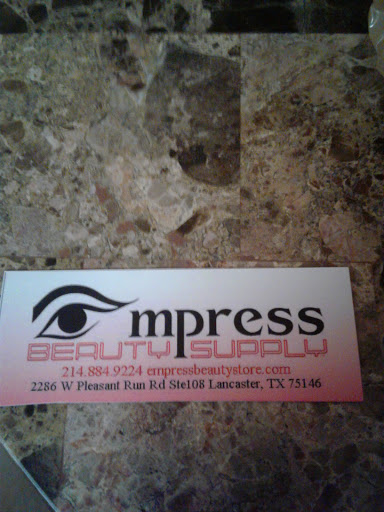 mpress
BEAUTY SUPPLY
214.884.9224 empressbeautystore.com
2286 W Pleasant Run Rd Ste108 Lancaster, TX 75146